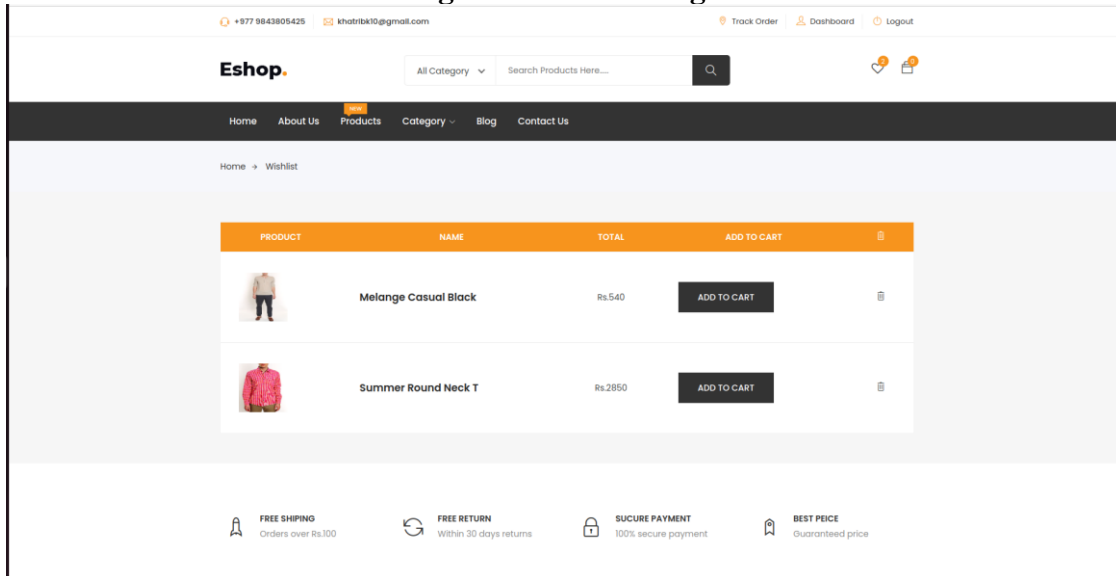 +977 9843805425 khatribk10@gmail.com Track Order Dashboard Logout
Eshop. All Category Search Products Here..... 2 0
NEW
Home About Us Products Category Blog Contact Us
Home → Wishlist
PRODUCT NAME TOTAL ADD TO CART
Melange Casual Black Rs.540 ADD TO CART
Summer Round Neck T Rs.2850 ADD TO CART
FREE SHIPING FREE RETURN SUCURE PAYMENT BEST PEICE
Orders over Rs.100 Within 30 days returns 100% secure payment Guaranteed price